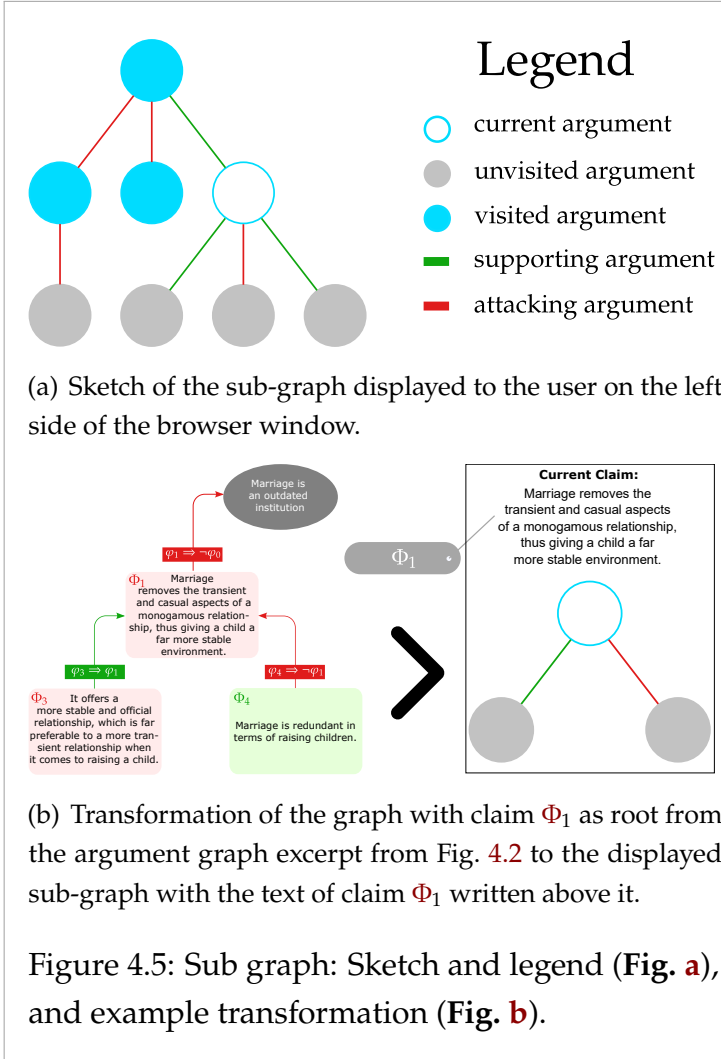 Legend
current argument
unvisited argument
visited argument
supporting argument
attacking argument
(a) Sketch of the sub-graph displayed to the user on the left
side of the browser window.
Marriage is
an outdated
institution
φ₁ ⇒ ¬φ₀
Φ₁
Marriage
removes the transient
and casual aspects of a
monogamous relation-
ship, thus giving a child a
far more stable
environment.
φ₃ ⇒ φ₁
φ₄ ⇒ ¬φ₁
Φ₃
It offers a
more stable and official
relationship, which is far
preferable to a more tran-
sient relationship when
it comes to raising a child.
Φ₄
Marriage is redundant in
terms of raising children.
Φ₁
Current Claim:
Marriage removes the
transient and casual aspects
of a monogamous relationship,
thus giving a child a far
more stable environment.
(b) Transformation of the graph with claim Φ₁ as root from
the argument graph excerpt from Fig. 4.2 to the displayed
sub-graph with the text of claim Φ₁ written above it.
Figure 4.5: Sub graph: Sketch and legend (Fig. a),
and example transformation (Fig. b).